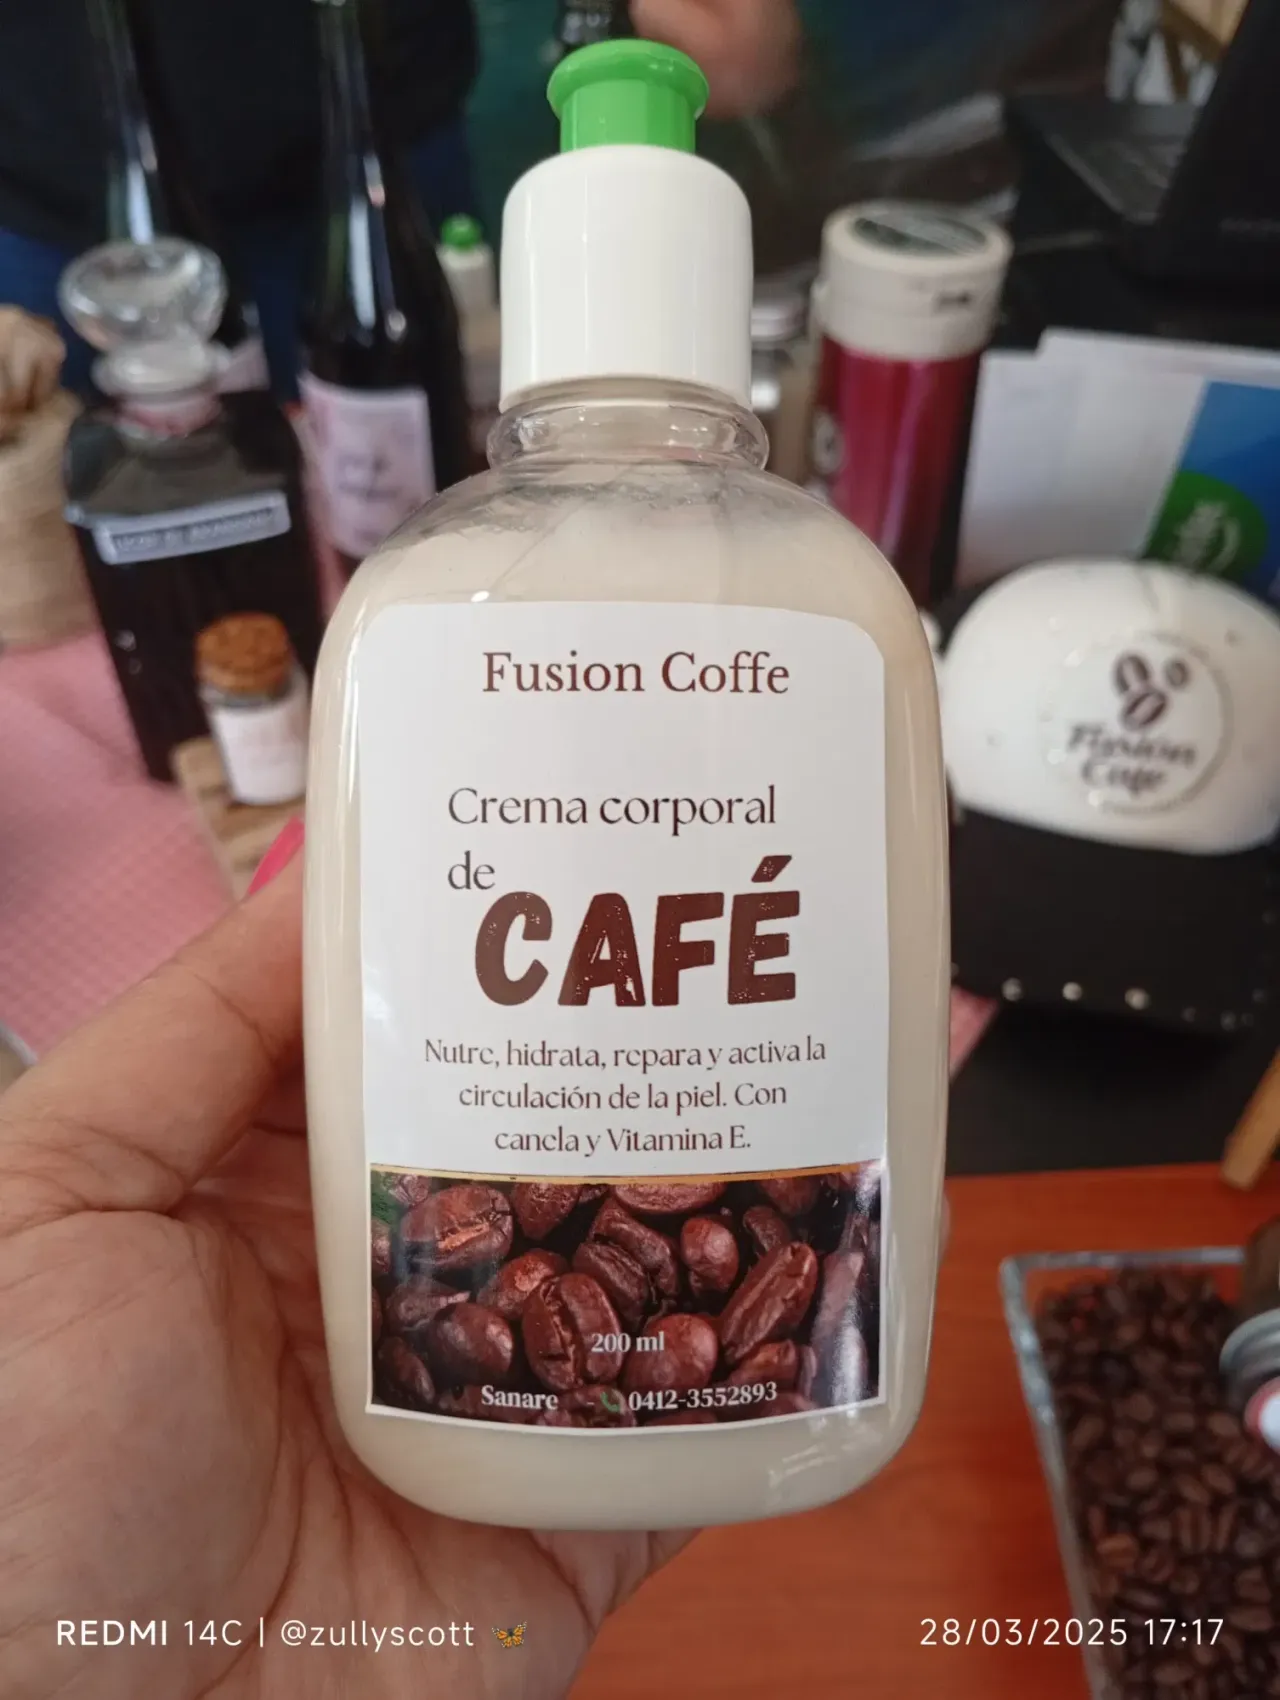 Fusion Coffe
Crema corporal
de
CAFÉ
Nutre, hidrata, repara y activa la
circulación de la piel. Con
canela y Vitamina E.
200 ml
Sanare - 0412-3552893
Fusion
Cafe
REDMI 14C | @zullyscott
28/03/2025 17:17